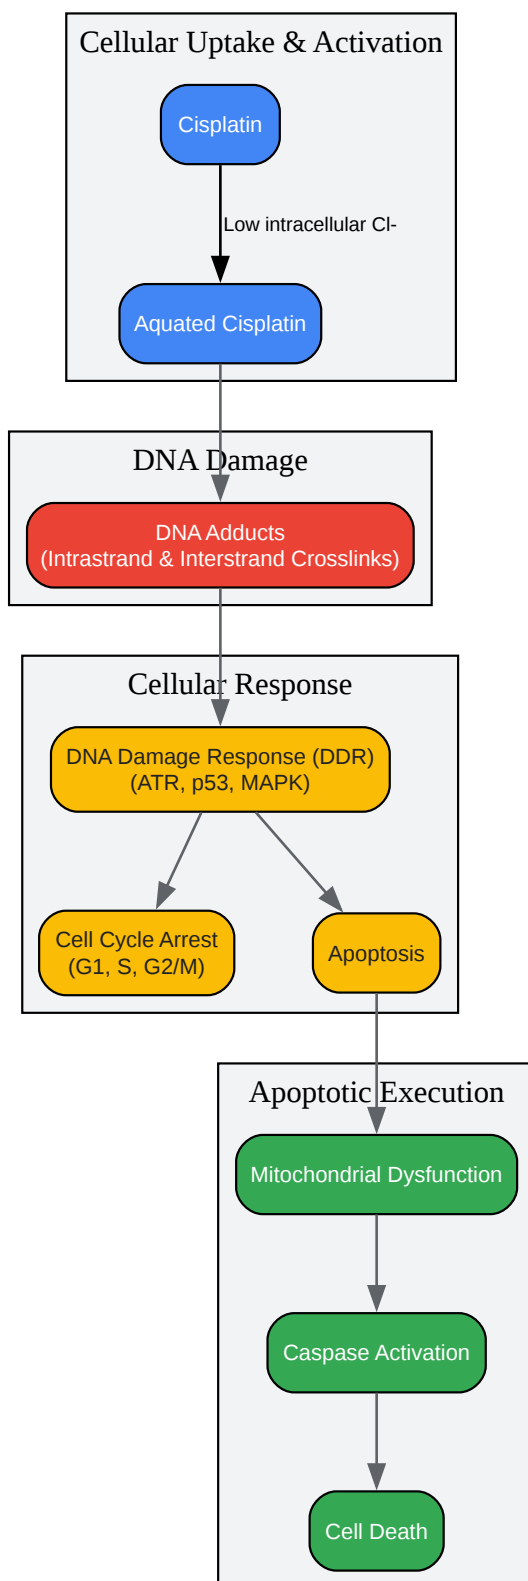 Cellular Uptake & Activation
Cisplatin
Low intracellular Cl-
Aquated Cisplatin
DNA Damage
DNA Adducts
(Intrastrand & Interstrand Crosslinks)
Cellular Response
DNA Damage Response (DDR)
(ATR, p53, MAPK)
Cell Cycle Arrest
(G1, S, G2/M)
Apoptosis
Apoptotic Execution
Mitochondrial Dysfunction
Caspase Activation
Cell Death